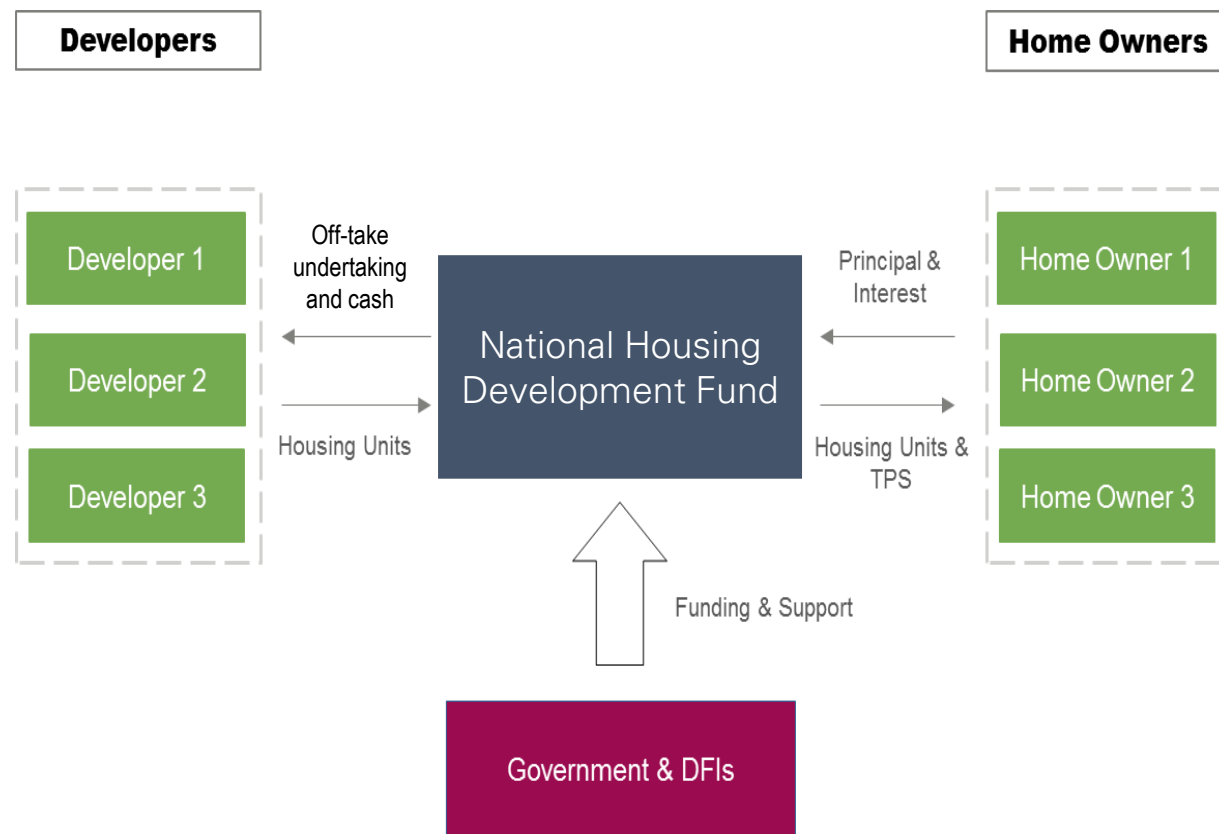 Developers
Home Owners
Developer 1
Developer 2
Developer 3
Off-take
undertaking
and cash
Housing Units
National Housing
Development Fund
Principal &
Interest
Housing Units &
TPS
Home Owner 1
Home Owner 2
Home Owner 3
Funding & Support
Government & DFIs